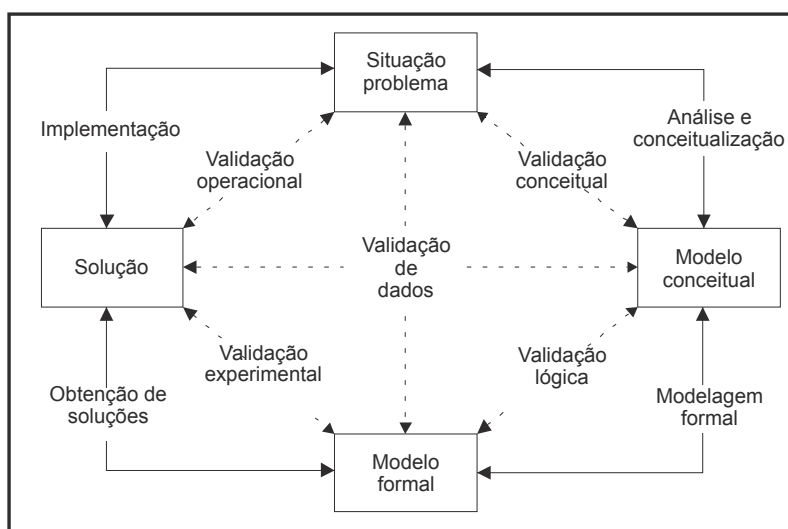 Situação
problema
Implementação
Análise e
conceitualização
Validação
operacional
Validação
conceitual
Solução
Validação
de
dados
Modelo
conceitual
Validação
experimental
Validação
lógica
Obtenção de
soluções
Modelagem
formal
Modelo
formal